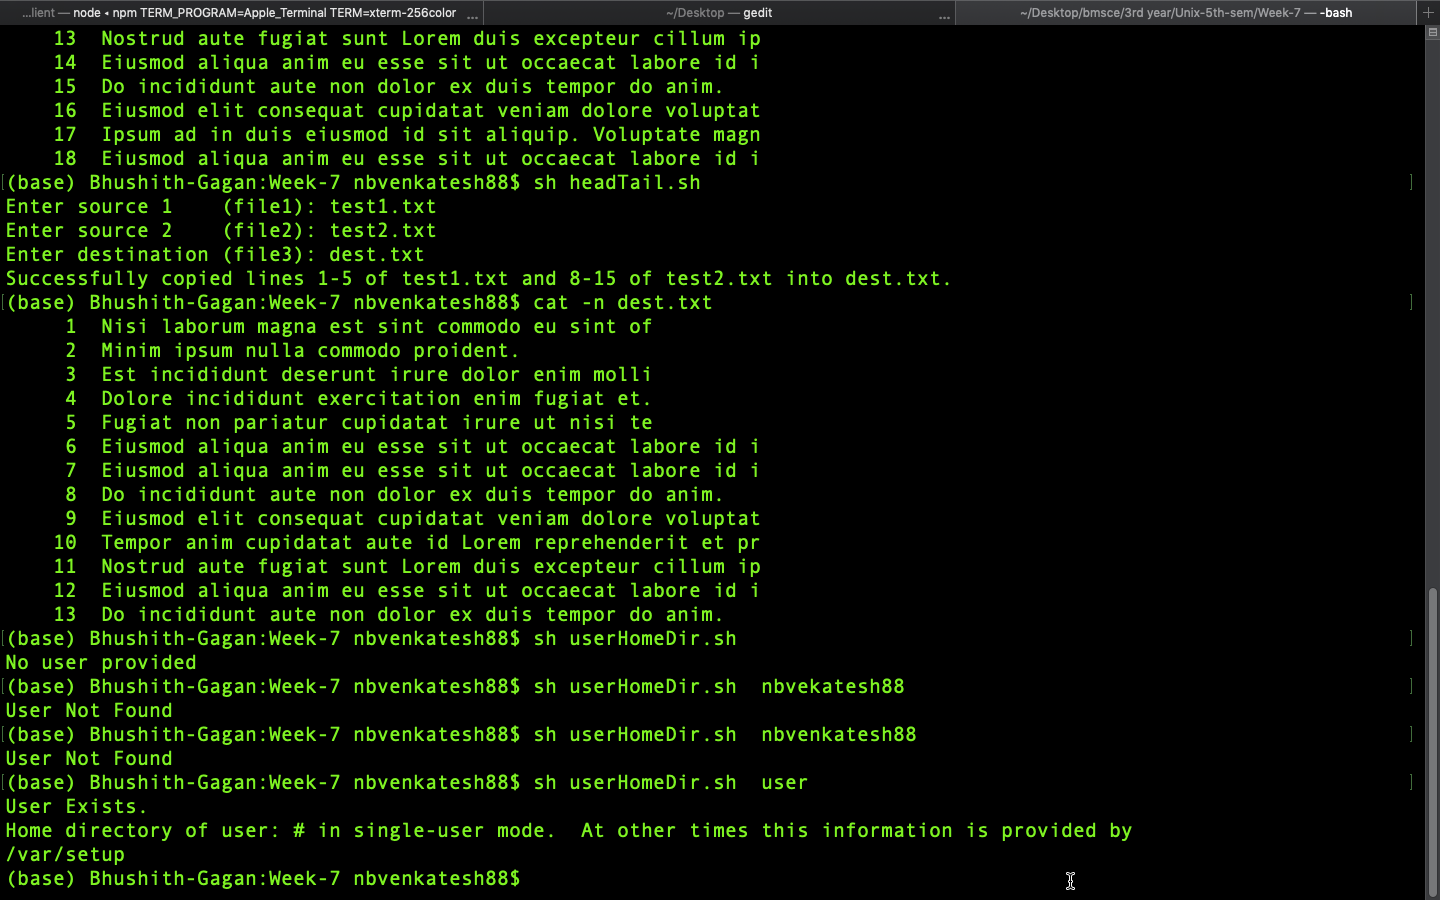 ...lient — node ◂ npm TERM_PROGRAM=Apple_Terminal TERM=xterm-256color ... ~/Desktop — gedit ... ~/Desktop/bmsce/3rd year/Unix-5th-sem/Week-7 — -bash +
13 Nostrud aute fugiat sunt Lorem duis excepteur cillum ip
14 Eiusmod aliqua anim eu esse sit ut occaecat labore id i
15 Do incididunt aute non dolor ex duis tempor do anim.
16 Eiusmod elit consequat cupidatat veniam dolore voluptat
17 Ipsum ad in duis eiusmod id sit aliquip. Voluptate magn
18 Eiusmod aliqua anim eu esse sit ut occaecat labore id i
[(base) Bhushith-Gagan:Week-7 nbvenkatesh88$ sh headTail.sh ]
Enter source 1    (file1): test1.txt
Enter source 2    (file2): test2.txt
Enter destination (file3): dest.txt
Successfully copied lines 1-5 of test1.txt and 8-15 of test2.txt into dest.txt.
[(base) Bhushith-Gagan:Week-7 nbvenkatesh88$ cat -n dest.txt ]
1 Nisi laborum magna est sint commodo eu sint of
2 Minim ipsum nulla commodo proident.
3 Est incididunt deserunt irure dolor enim molli
4 Dolore incididunt exercitation enim fugiat et.
5 Fugiat non pariatur cupidatat irure ut nisi te
6 Eiusmod aliqua anim eu esse sit ut occaecat labore id i
7 Eiusmod aliqua anim eu esse sit ut occaecat labore id i
8 Do incididunt aute non dolor ex duis tempor do anim.
9 Eiusmod elit consequat cupidatat veniam dolore voluptat
10 Tempor anim cupidatat aute id Lorem reprehenderit et pr
11 Nostrud aute fugiat sunt Lorem duis excepteur cillum ip
12 Eiusmod aliqua anim eu esse sit ut occaecat labore id i
13 Do incididunt aute non dolor ex duis tempor do anim.
[(base) Bhushith-Gagan:Week-7 nbvenkatesh88$ sh userHomeDir.sh ]
No user provided
[(base) Bhushith-Gagan:Week-7 nbvenkatesh88$ sh userHomeDir.sh  nbvekatesh88 ]
User Not Found
[(base) Bhushith-Gagan:Week-7 nbvenkatesh88$ sh userHomeDir.sh  nbvenkatesh88 ]
User Not Found
[(base) Bhushith-Gagan:Week-7 nbvenkatesh88$ sh userHomeDir.sh  user ]
User Exists.
Home directory of user: # in single-user mode.  At other times this information is provided by
/var/setup
(base) Bhushith-Gagan:Week-7 nbvenkatesh88$